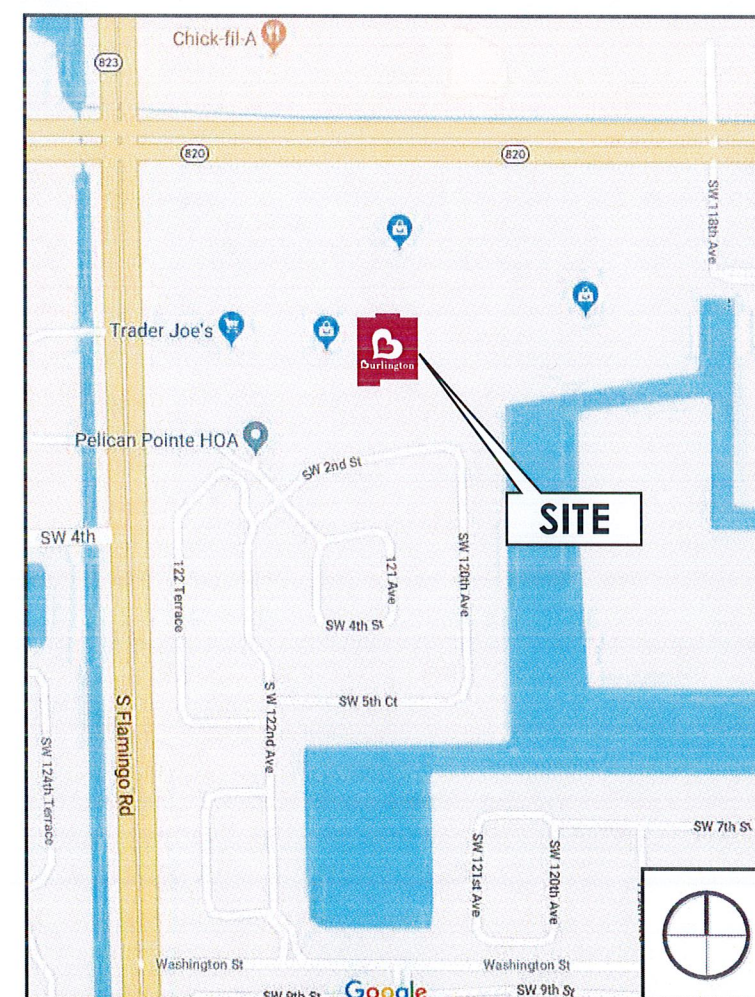 Chick-fil-A
823
820
820
SW 118th Ave
Trader Joe's
Burlington
Pelican Pointe HOA
SW 2nd St
SITE
SW 4th
122 Terrace
121 Ave
SW 120th Ave
SW 4th St
SW 5th Ct
S W 122nd Ave
S Flamingo Rd
SW 124th Terrace
SW 7th St
SW 121st Ave
SW 120th Ave
Washington St
Washington St
SW 9th St
Google
SW 9th St